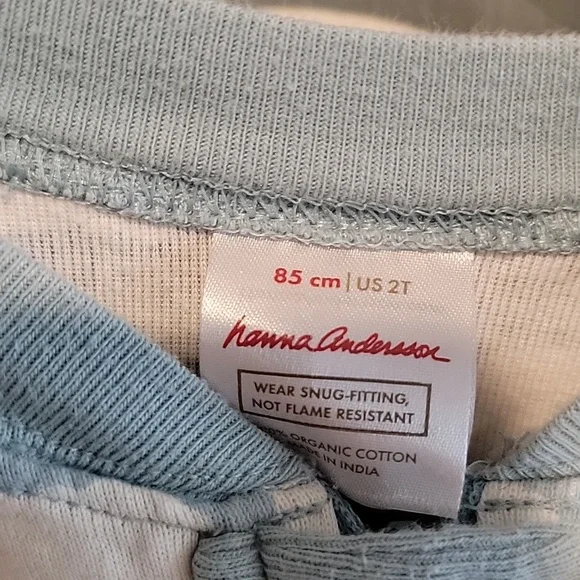 85 cm | US 2T
hanna Andersson
WEAR SNUG-FITTING,
NOT FLAME RESISTANT
ORGANIC COTTON
IN INDIA